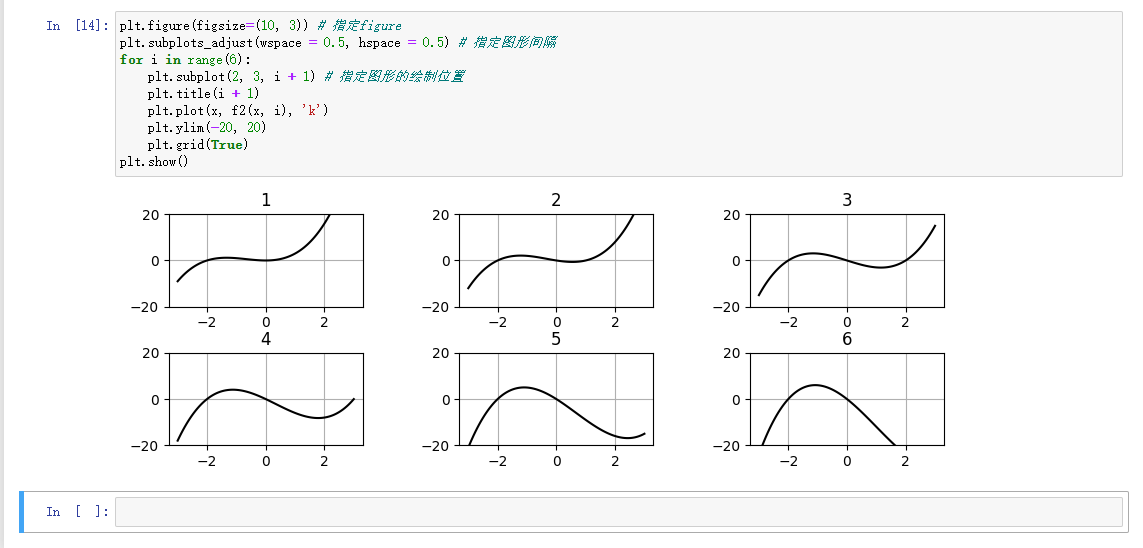 In [14]: plt.figure(figsize=(10, 3)) # 指定figure
plt.subplots_adjust(wspace = 0.5, hspace = 0.5) # 指定图形间隔
for i in range(6):
    plt.subplot(2, 3, i + 1) # 指定图形的绘制位置
    plt.title(i + 1)
    plt.plot(x, f2(x, i), 'k')
    plt.ylim(-20, 20)
    plt.grid(True)
plt.show()
1 2 3
20 20 20
0 0 0
−20 −20 −20
−2 0 2 −2 0 2 −2 0 2
4 5 6
20 20 20
0 0 0
−20 −20 −20
−2 0 2 −2 0 2 −2 0 2
In [ ]: